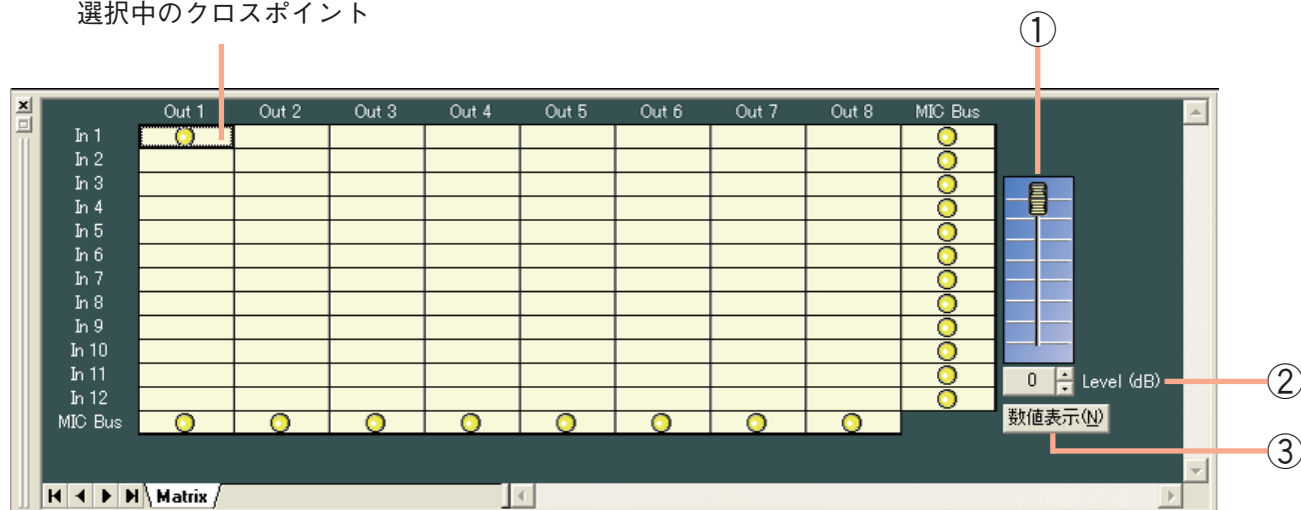 選択中のクロスポイント
①
Out 1 Out 2 Out 3 Out 4 Out 5 Out 6 Out 7 Out 8 MIC Bus
In 1
In 2
In 3
In 4
In 5
In 6
In 7
In 8
In 9
In 10
In 11
In 12
MIC Bus
0 Level (dB)
②
数値表示(N)
③
Matrix